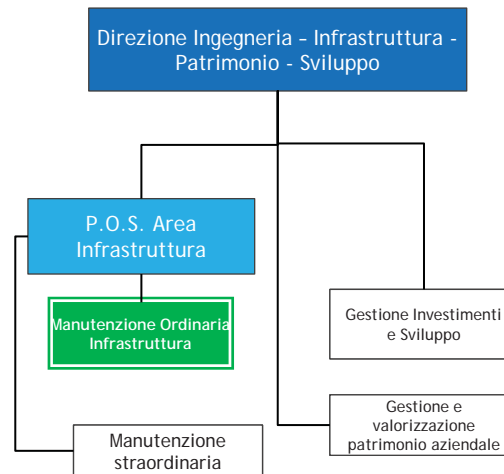 Direzione Ingegneria – Infrastruttura -
Patrimonio - Sviluppo
P.O.S. Area
Infrastruttura
Manutenzione Ordinaria
Infrastruttura
Gestione Investimenti
e Sviluppo
Gestione e
valorizzazione
patrimonio aziendale
Manutenzione
straordinaria